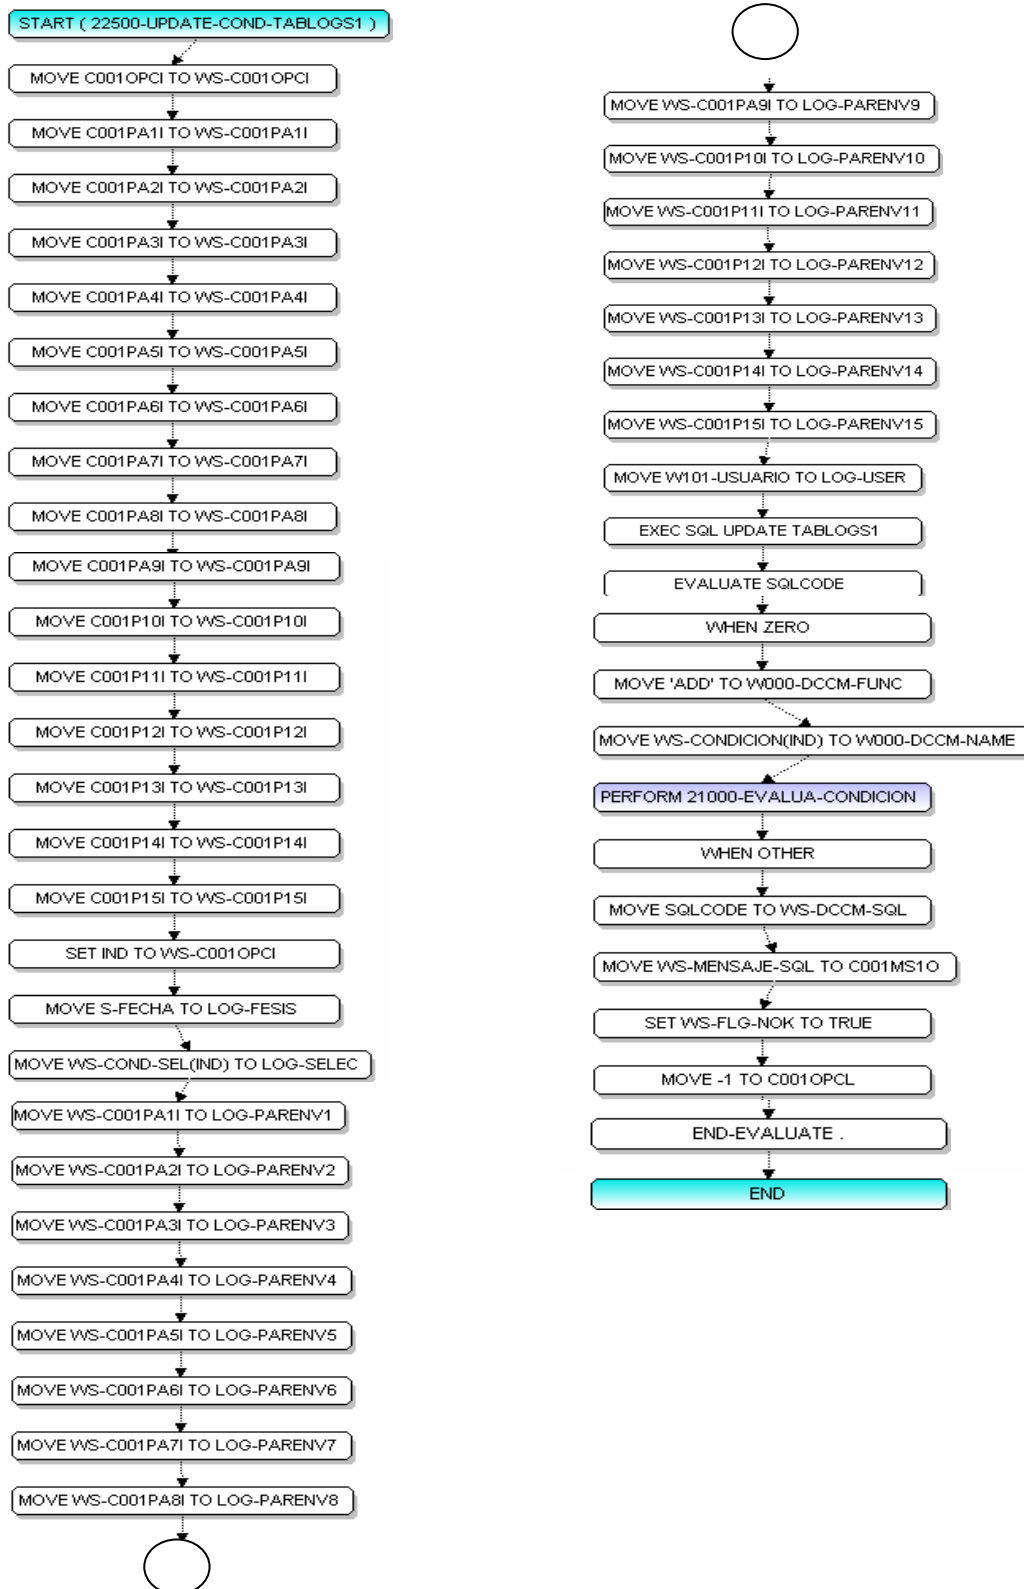 START ( 22500-UPDATE-COND-TABLOGS1 )
MOVE C001OPCI TO WS-C001OPCI
MOVE C001PA1I TO WS-C001PA1I
MOVE C001PA2I TO WS-C001PA2I
MOVE C001PA3I TO WS-C001PA3I
MOVE C001PA4I TO WS-C001PA4I
MOVE C001PA5I TO WS-C001PA5I
MOVE C001PA6I TO WS-C001PA6I
MOVE C001PA7I TO WS-C001PA7I
MOVE C001PA8I TO WS-C001PA8I
MOVE C001PA9I TO WS-C001PA9I
MOVE C001P10I TO WS-C001P10I
MOVE C001P11I TO WS-C001P11I
MOVE C001P12I TO WS-C001P12I
MOVE C001P13I TO WS-C001P13I
MOVE C001P14I TO WS-C001P14I
MOVE C001P15I TO WS-C001P15I
SET IND TO WS-C001OPCI
MOVE S-FECHA TO LOG-FESIS
MOVE WS-COND-SEL(IND) TO LOG-SELEC
MOVE WS-C001PA1I TO LOG-PARENV1
MOVE WS-C001PA2I TO LOG-PARENV2
MOVE WS-C001PA3I TO LOG-PARENV3
MOVE WS-C001PA4I TO LOG-PARENV4
MOVE WS-C001PA5I TO LOG-PARENV5
MOVE WS-C001PA6I TO LOG-PARENV6
MOVE WS-C001PA7I TO LOG-PARENV7
MOVE WS-C001PA8I TO LOG-PARENV8
MOVE WS-C001PA9I TO LOG-PARENV9
MOVE WS-C001P10I TO LOG-PARENV10
MOVE WS-C001P11I TO LOG-PARENV11
MOVE WS-C001P12I TO LOG-PARENV12
MOVE WS-C001P13I TO LOG-PARENV13
MOVE WS-C001P14I TO LOG-PARENV14
MOVE WS-C001P15I TO LOG-PARENV15
MOVE W101-USUARIO TO LOG-USER
EXEC SQL UPDATE TABLOGS1
EVALUATE SQLCODE
WHEN ZERO
MOVE 'ADD' TO W000-DCCM-FUNC
MOVE WS-CONDICION(IND) TO W000-DCCM-NAME
PERFORM 21000-EVALUA-CONDICION
WHEN OTHER
MOVE SQLCODE TO WS-DCCM-SQL
MOVE WS-MENSAJE-SQL TO C001MS1O
SET WS-FLG-NOK TO TRUE
MOVE -1 TO C001OPCL
END-EVALUATE .
END